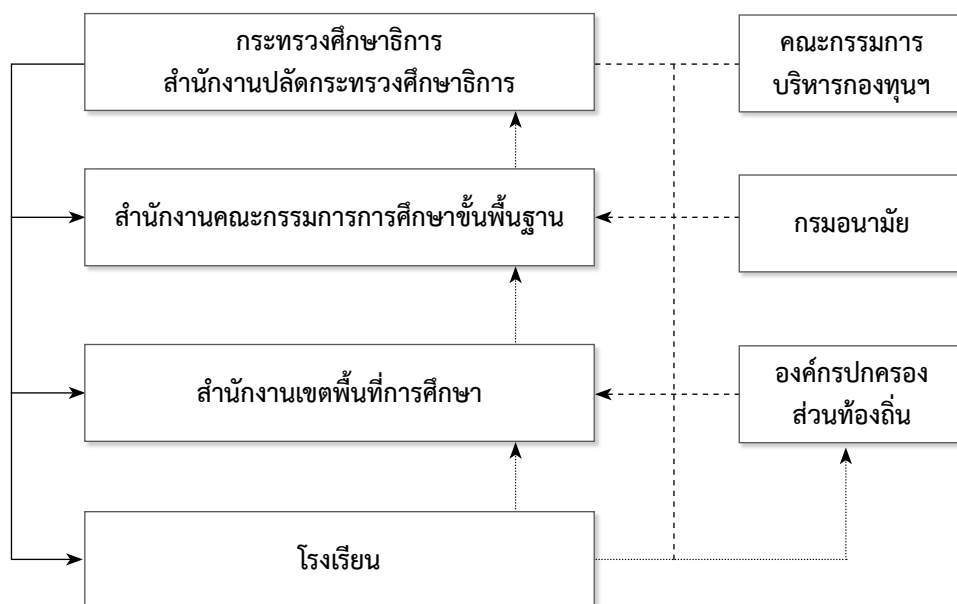 กระทรวงศึกษาธิการ
สำนักงานปลัดกระทรวงศึกษาธิการ
คณะกรรมการ
บริหารกองทุนฯ
สำนักงานคณะกรรมการการศึกษาขั้นพื้นฐาน
กรมอนามัย
สำนักงานเขตพื้นที่การศึกษา
องค์กรปกครอง
ส่วนท้องถิ่น
โรงเรียน